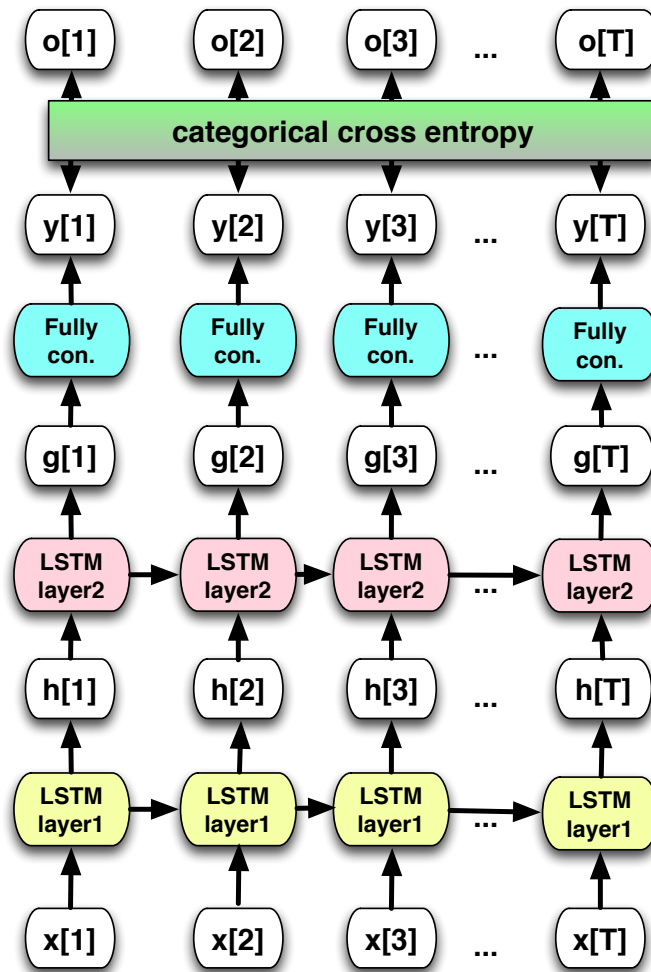 o[1] o[2] o[3] ... o[T]
categorical cross entropy
y[1] y[2] y[3] ... y[T]
Fully Fully Fully Fully
con. con. con. ... con.
g[1] g[2] g[3] ... g[T]
LSTM LSTM LSTM LSTM
layer2 layer2 layer2 ... layer2
h[1] h[2] h[3] ... h[T]
LSTM LSTM LSTM LSTM
layer1 layer1 layer1 ... layer1
x[1] x[2] x[3] ... x[T]